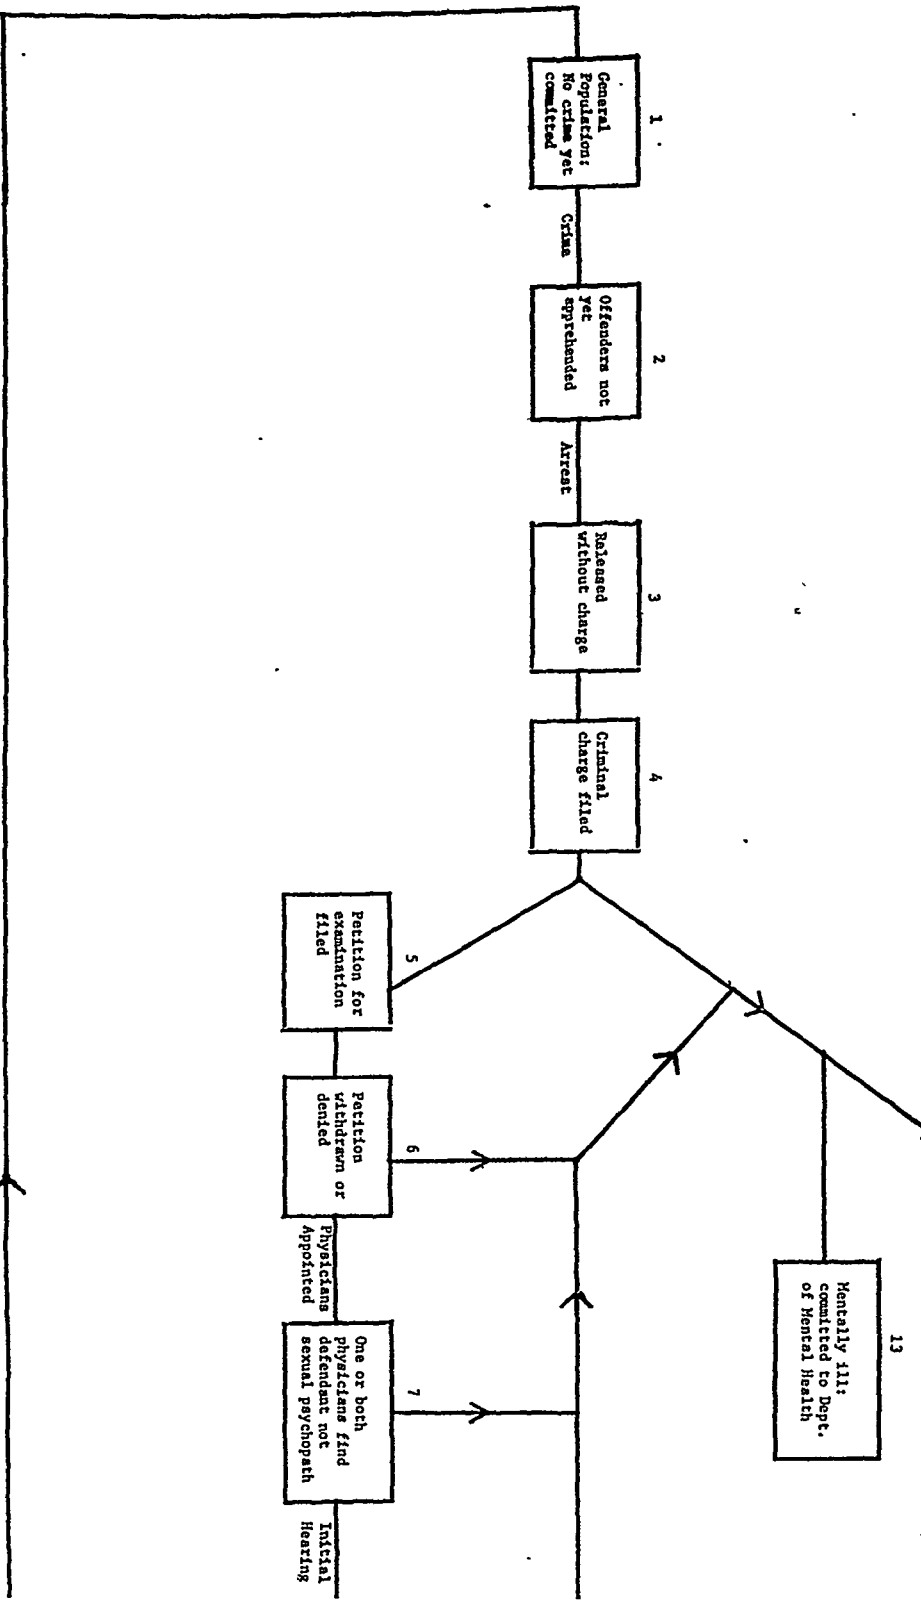 1
General
Population:
No crime yet
committed
Crime
2
Offenders not
yet
apprehended
Arrest
3
Released
without charge
4
Criminal
charge filed
5
Petition for
examination
filed
6
Petition
withdrawn or
denied
Physicians
Appointed
7
One or both
physicians find
defendant not
sexual psychopath
Initial
Hearing
13
Mentally ill:
committed to Dept.
of Mental Health